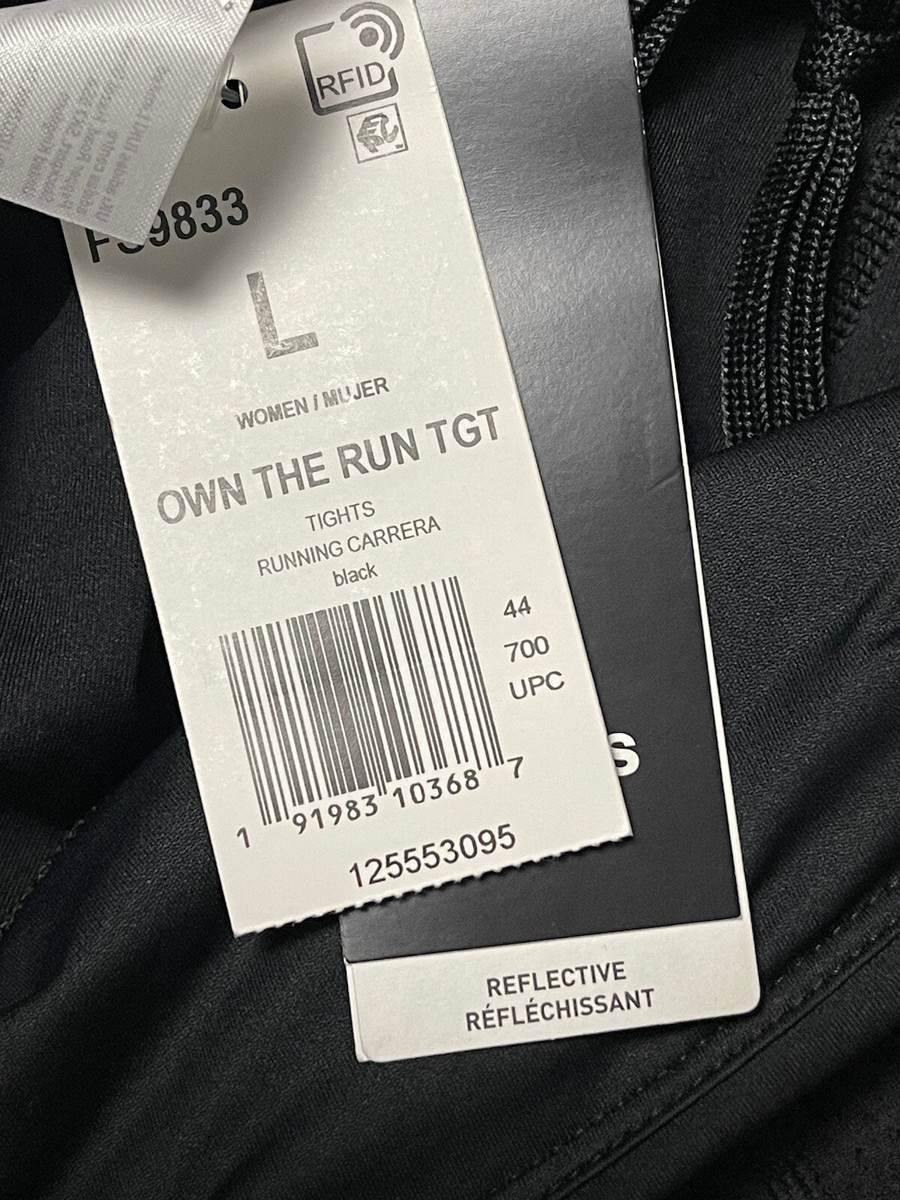 RFID
9833
L
WOMEN / MUJER
OWN THE RUN TGT
TIGHTS
RUNNING CARRERA
black
44
700
UPC
s
1 91983 10368 7
125553095
REFLECTIVE
RÉFLÉCHISSANT